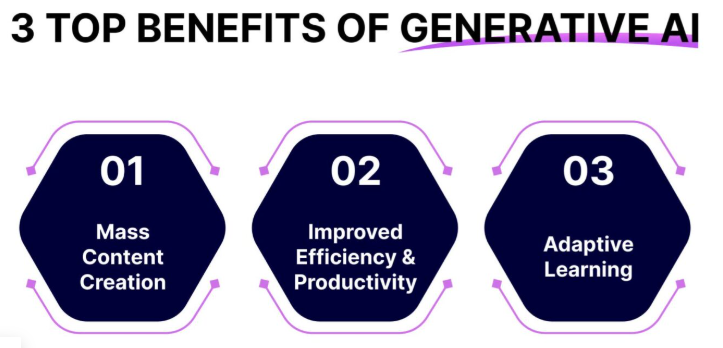 3 TOP BENEFITS OF GENERATIVE AI
01
Mass
Content
Creation
02
Improved
Efficiency &
Productivity
03
Adaptive
Learning